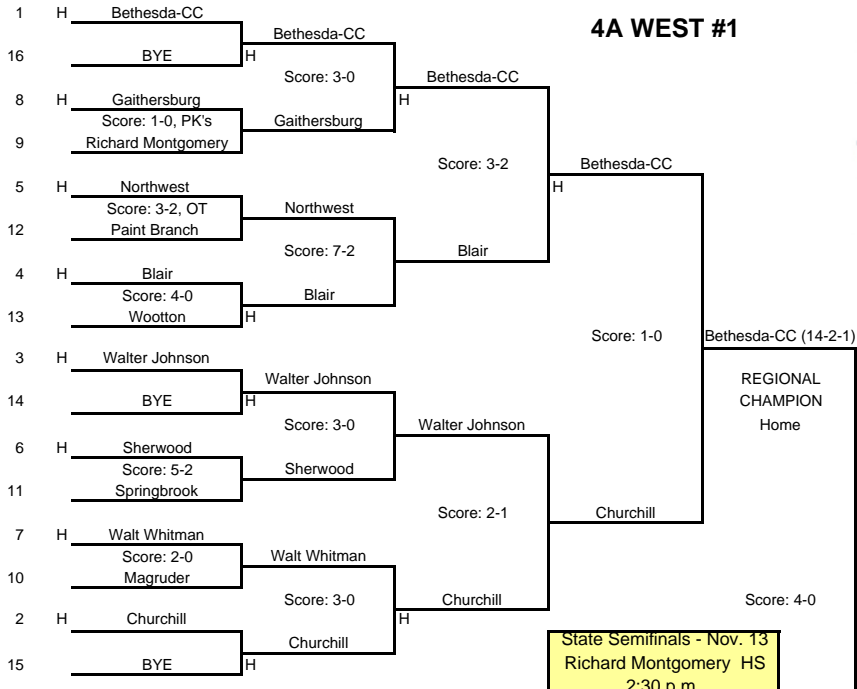 4A WEST #1
1 H Bethesda-CC
Bethesda-CC
16 BYE H
Score: 3-0
Bethesda-CC
8 H Gaithersburg
H
Score: 1-0, PK's
Gaithersburg
9 Richard Montgomery
Score: 3-2
Bethesda-CC
5 H Northwest
H
Score: 3-2, OT
Northwest
12 Paint Branch
Score: 7-2
Blair
4 H Blair
Score: 4-0
Blair
13 Wootton H
Score: 1-0
Bethesda-CC (14-2-1)
3 H Walter Johnson
Walter Johnson
REGIONAL
14 BYE H
CHAMPION
Score: 3-0
Walter Johnson
Home
6 H Sherwood
Score: 5-2
Sherwood
11 Springbrook
Score: 2-1
Churchill
7 H Walt Whitman
Score: 2-0
Walt Whitman
10 Magruder
Score: 3-0
Churchill
Score: 4-0
2 H Churchill
H
Churchill
15 BYE H
State Semifinals - Nov. 13
Richard Montgomery HS
2:30 p.m.